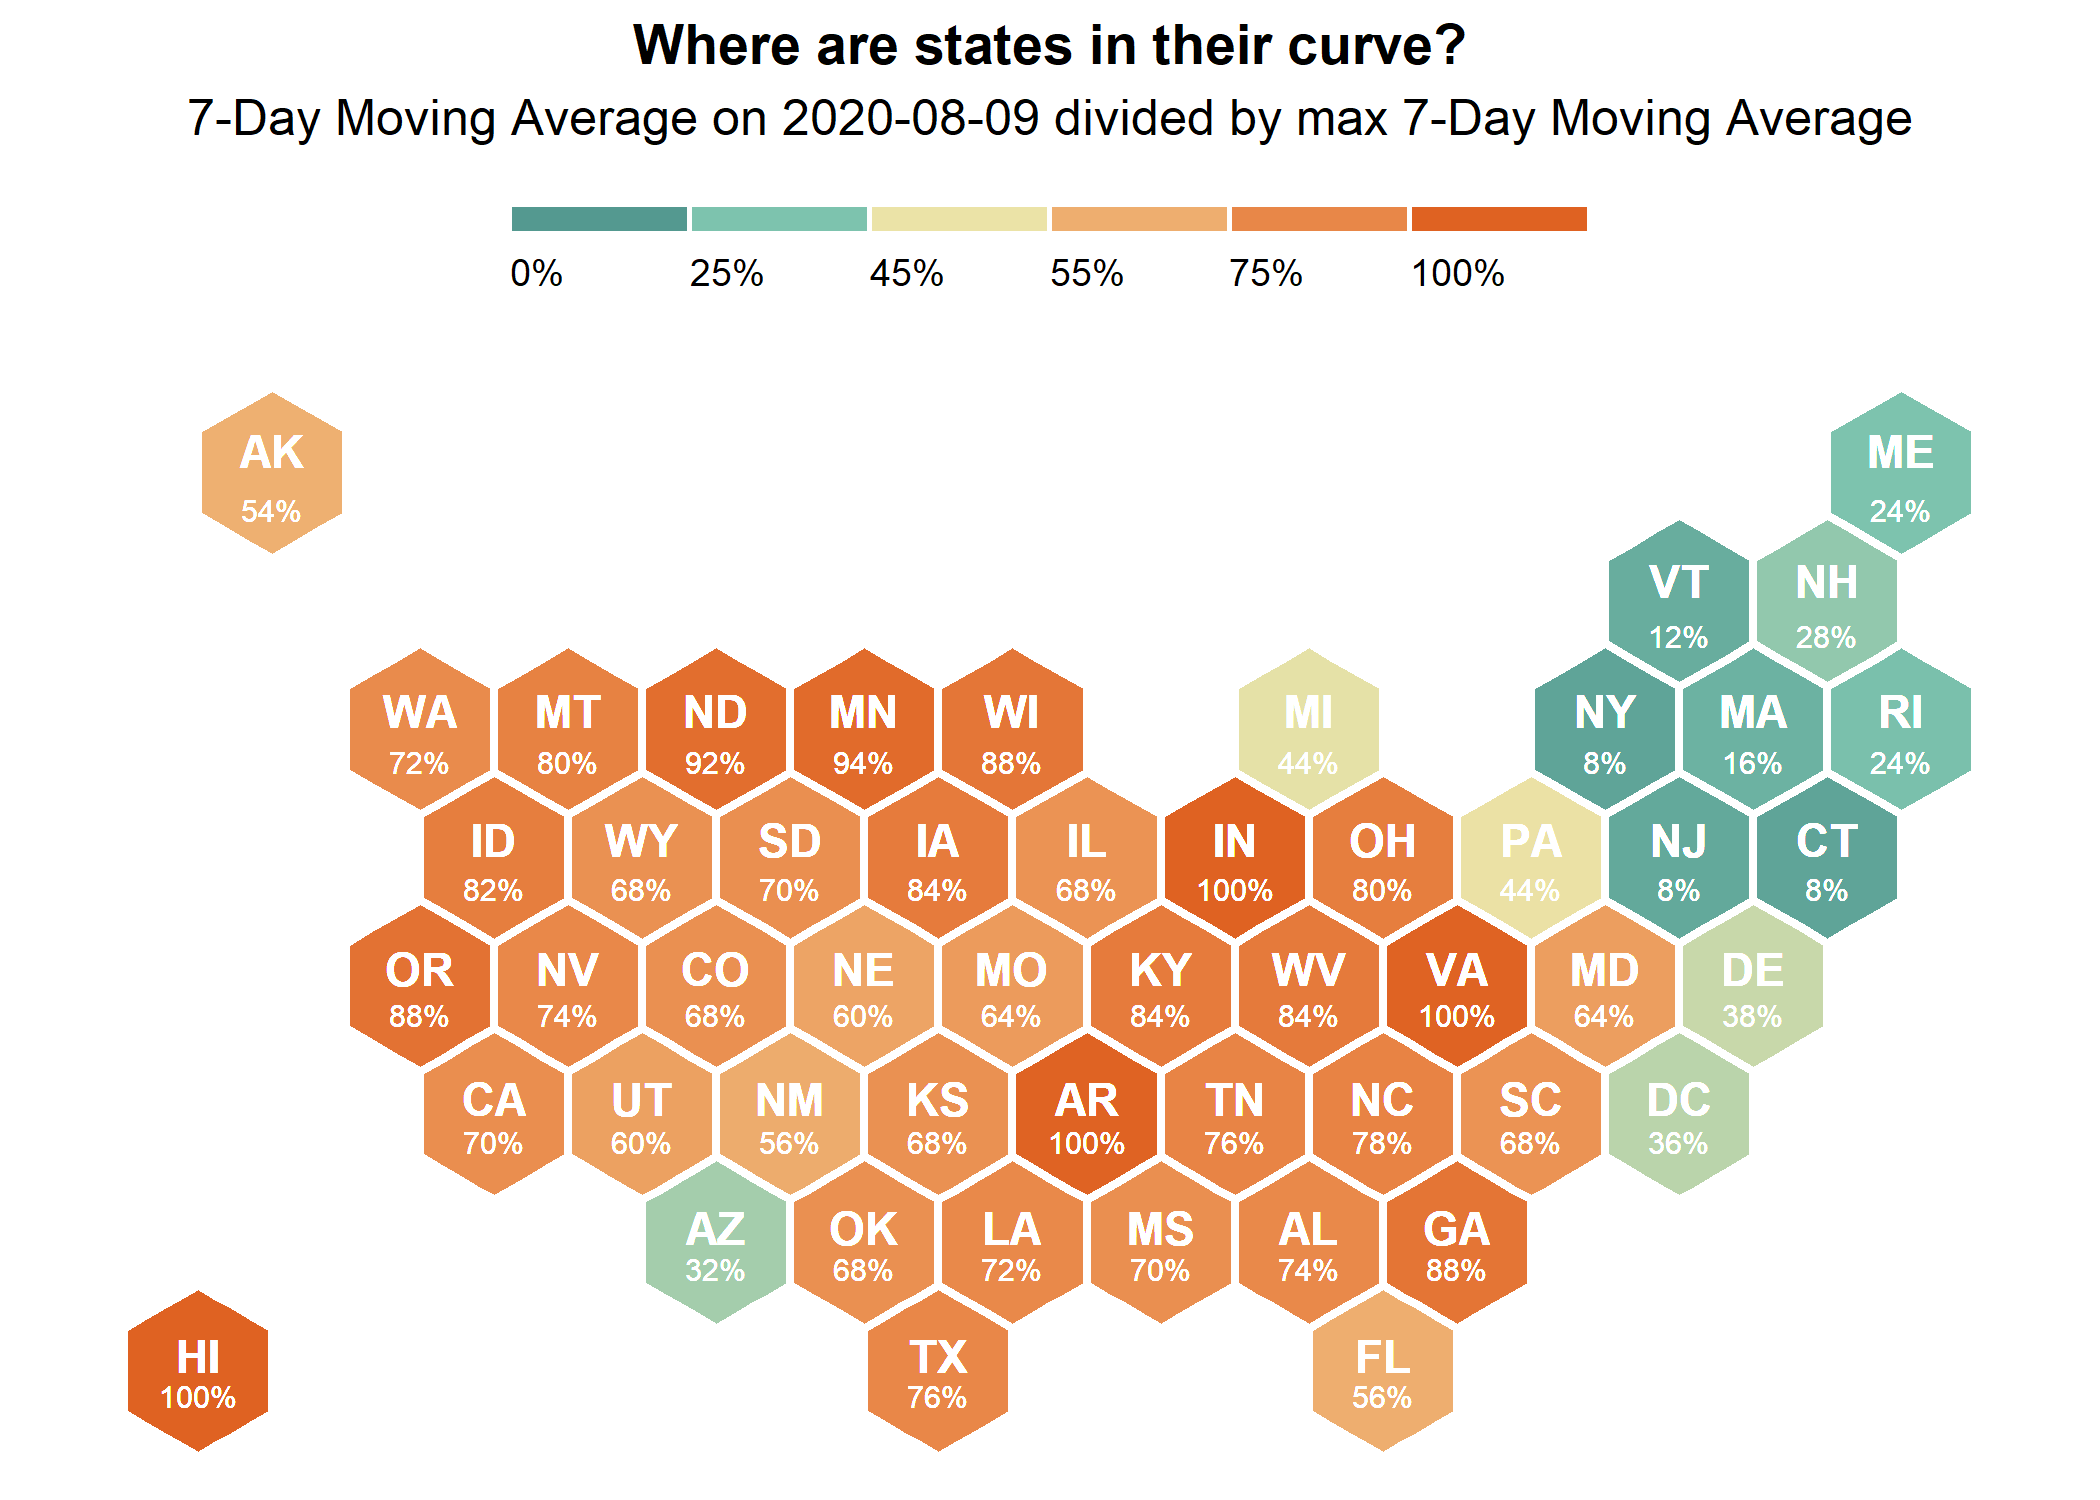 Where are states in their curve?
7-Day Moving Average on 2020-08-09 divided by max 7-Day Moving Average
0% 25% 45% 55% 75% 100%
AK ME
54% 24%
VT NH
12% 28%
WA MT ND MN WI MI NY MA RI
72% 80% 92% 94% 88% 44% 8% 16% 24%
ID WY SD IA IL IN OH PA NJ CT
82% 68% 70% 84% 68% 100% 80% 44% 8% 8%
OR NV CO NE MO KY WV VA MD DE
88% 74% 68% 60% 64% 84% 84% 100% 64% 38%
CA UT NM KS AR TN NC SC DC
70% 60% 56% 68% 100% 76% 78% 68% 36%
AZ OK LA MS AL GA
32% 68% 72% 70% 74% 88%
HI TX FL
100% 76% 56%